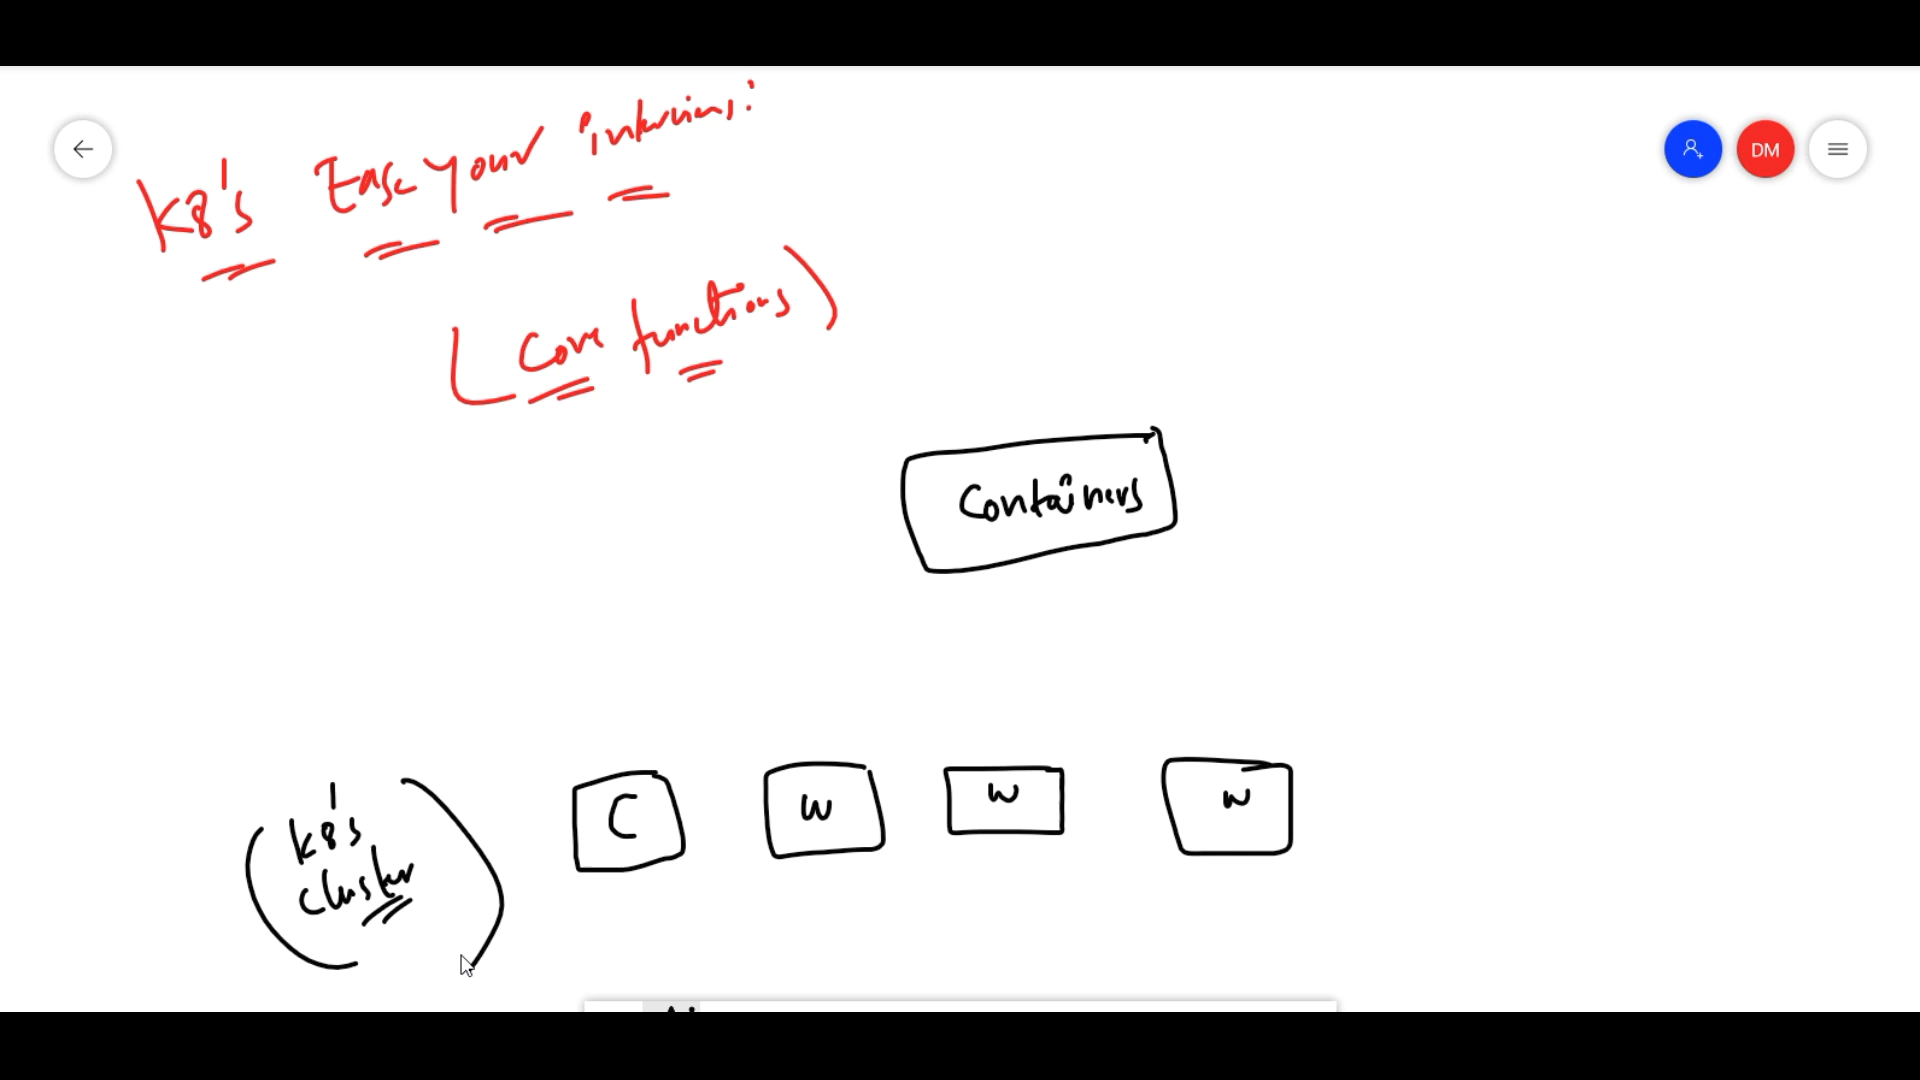 K8's Ease your interviews:
(Core functions)
Containers
k8's
cluster
C W W W
DM